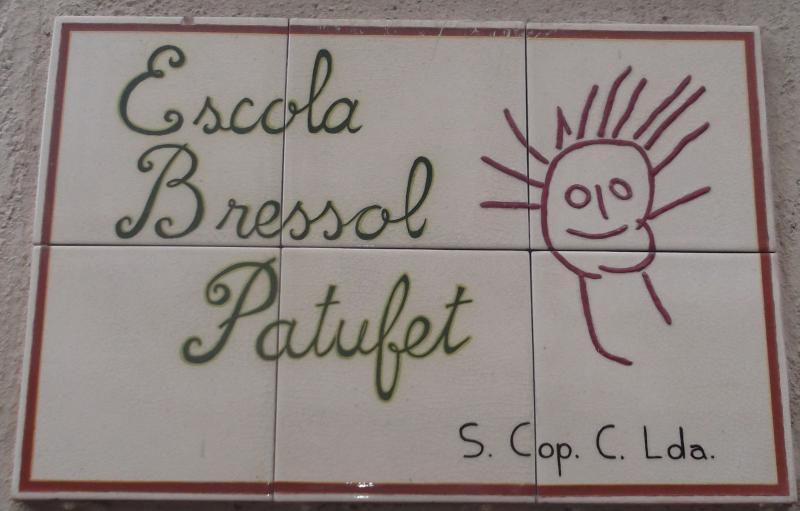 Escola
Bressol
Patufet
S. Cop. C. Lda.